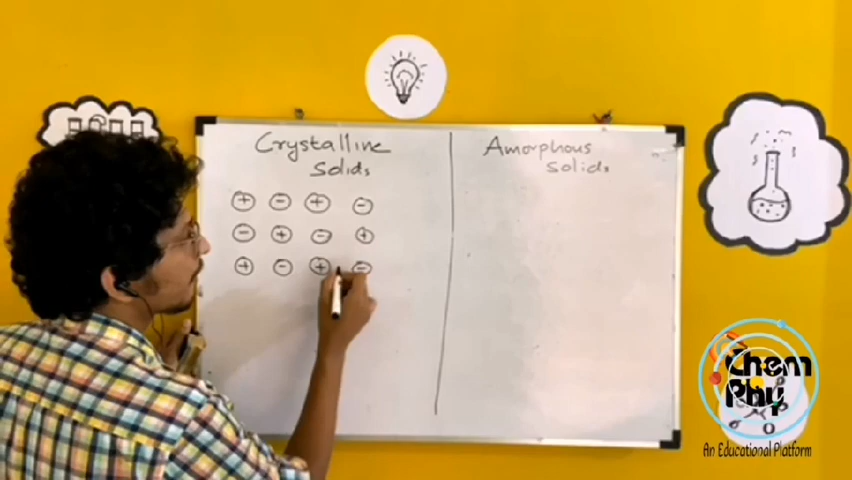 Crystalline
Solids
Amorphous
Solids
+ - + -
- + - +
+ - + -
Chem
Phy
An Educational Platform